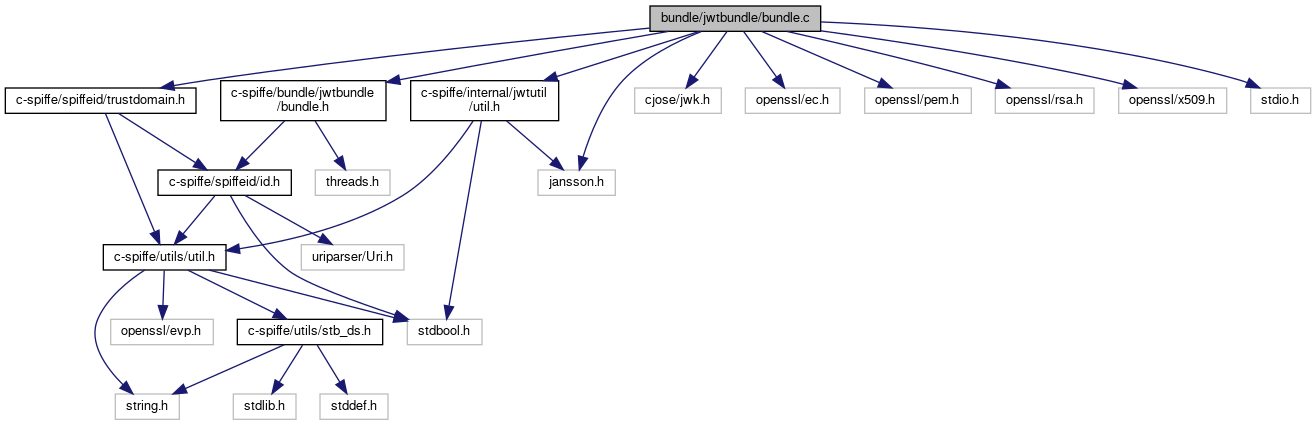 bundle/jwtbundle/bundle.c
c-spiffe/spiffeid/trustdomain.h
c-spiffe/bundle/jwtbundle
/bundle.h
c-spiffe/internal/jwtutil
/util.h
cjose/jwk.h
openssl/ec.h
openssl/pem.h
openssl/rsa.h
openssl/x509.h
stdio.h
c-spiffe/spiffeid/id.h
threads.h
jansson.h
c-spiffe/utils/util.h
uriparser/Uri.h
openssl/evp.h
c-spiffe/utils/stb_ds.h
stdbool.h
string.h
stdlib.h
stddef.h